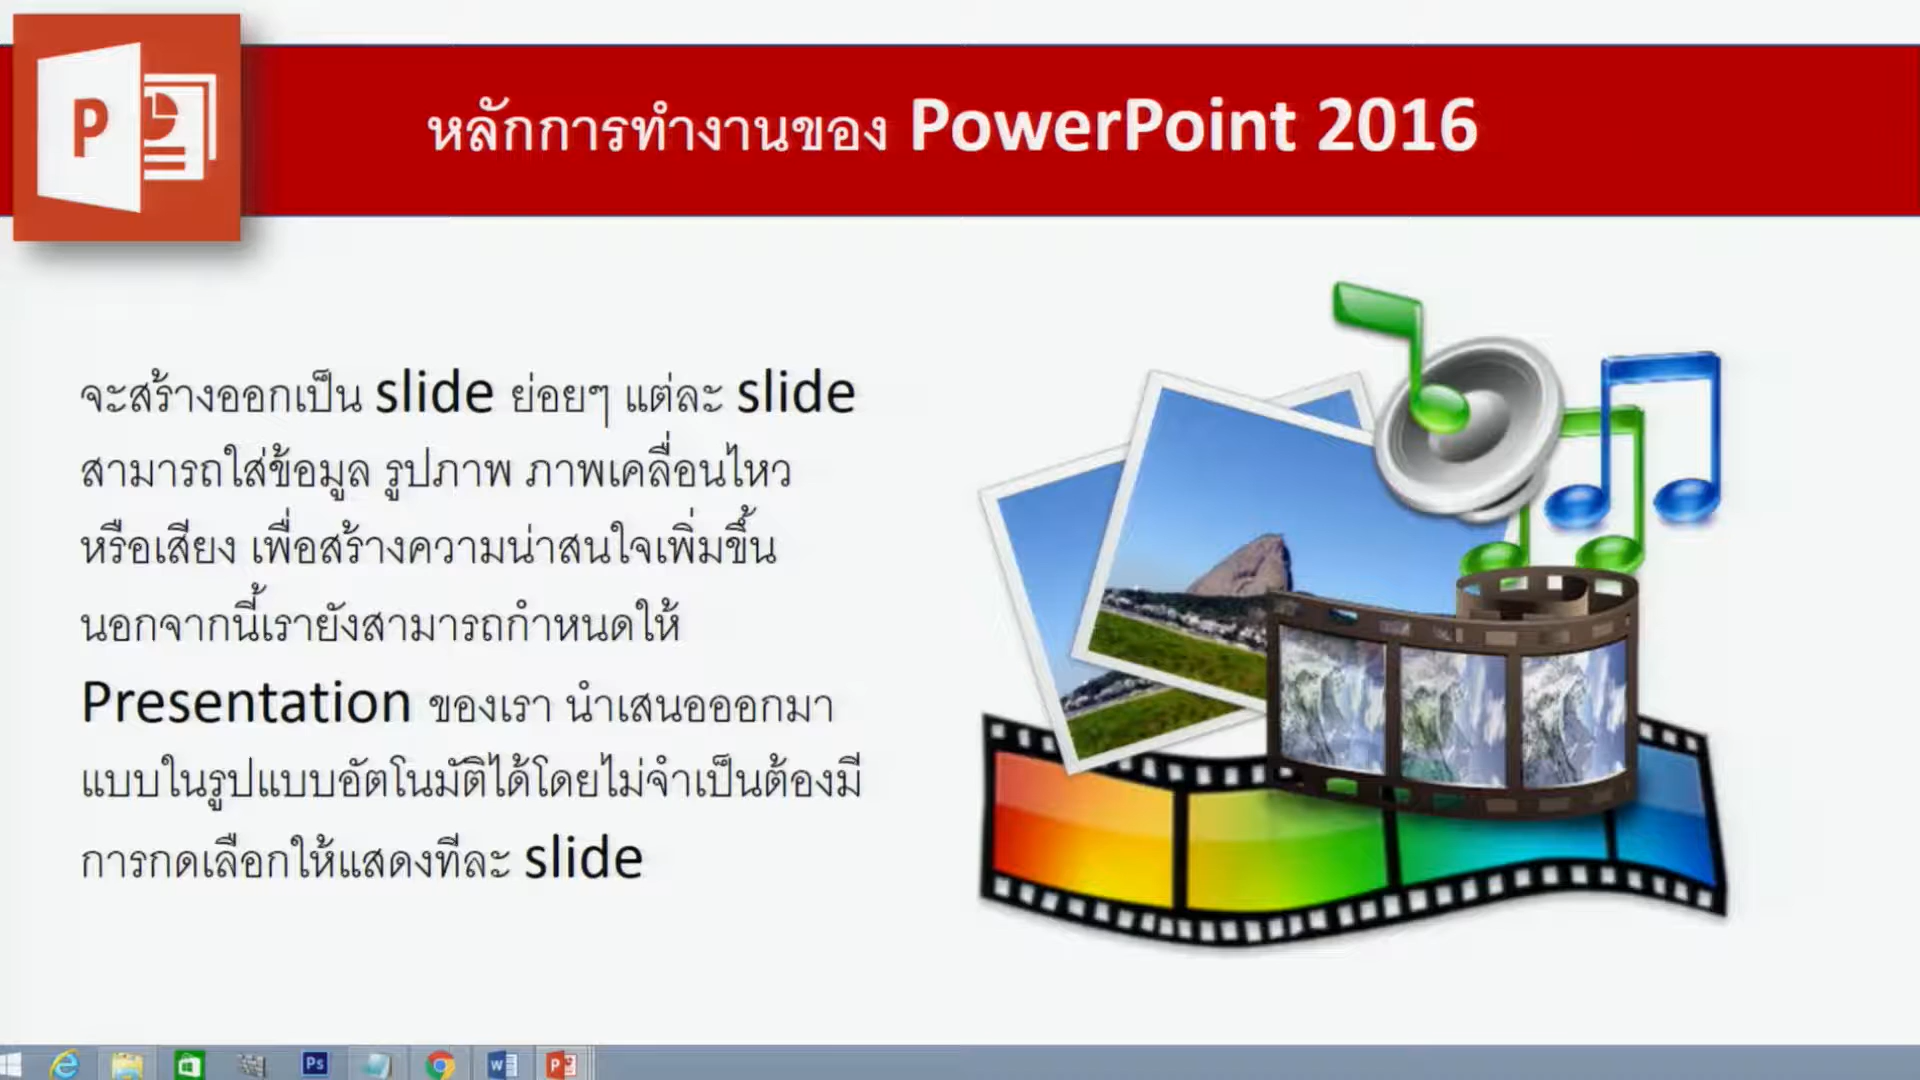 หลักการทำงานของ PowerPoint 2016
จะสร้างออกเป็น slide ย่อยๆ แต่ละ slide
สามารถใส่ข้อมูล รูปภาพ ภาพเคลื่อนไหว
หรือเสียง เพื่อสร้างความน่าสนใจเพิ่มขึ้น
นอกจากนี้เรายังสามารถกำหนดให้
Presentation ของเรา นำเสนอออกมา
แบบในรูปแบบอัตโนมัติได้โดยไม่จำเป็นต้องมี
การกดเลือกให้แสดงทีละ slide
P
Ps
W
P